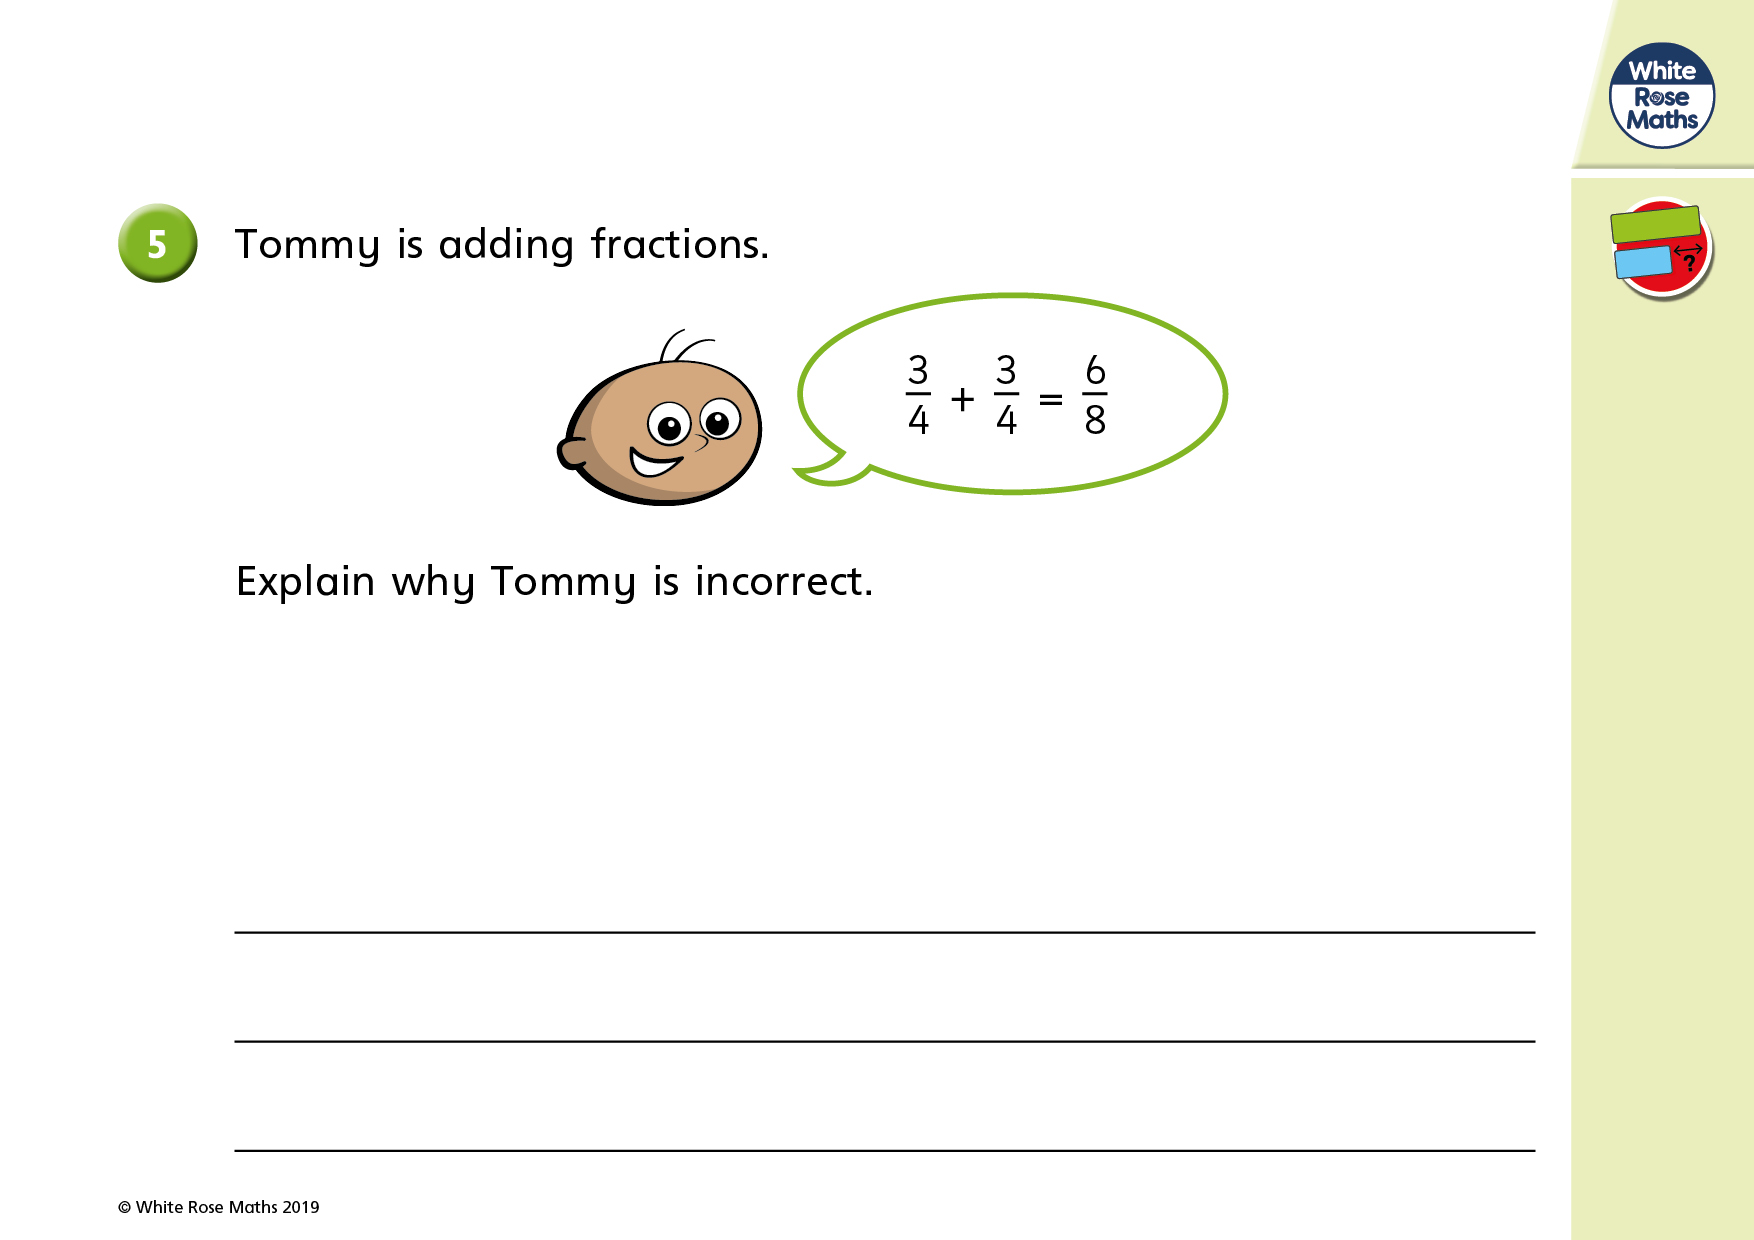 White
Rose
Maths
5 Tommy is adding fractions.
3/4 + 3/4 = 6/8
?
Explain why Tommy is incorrect.
© White Rose Maths 2019